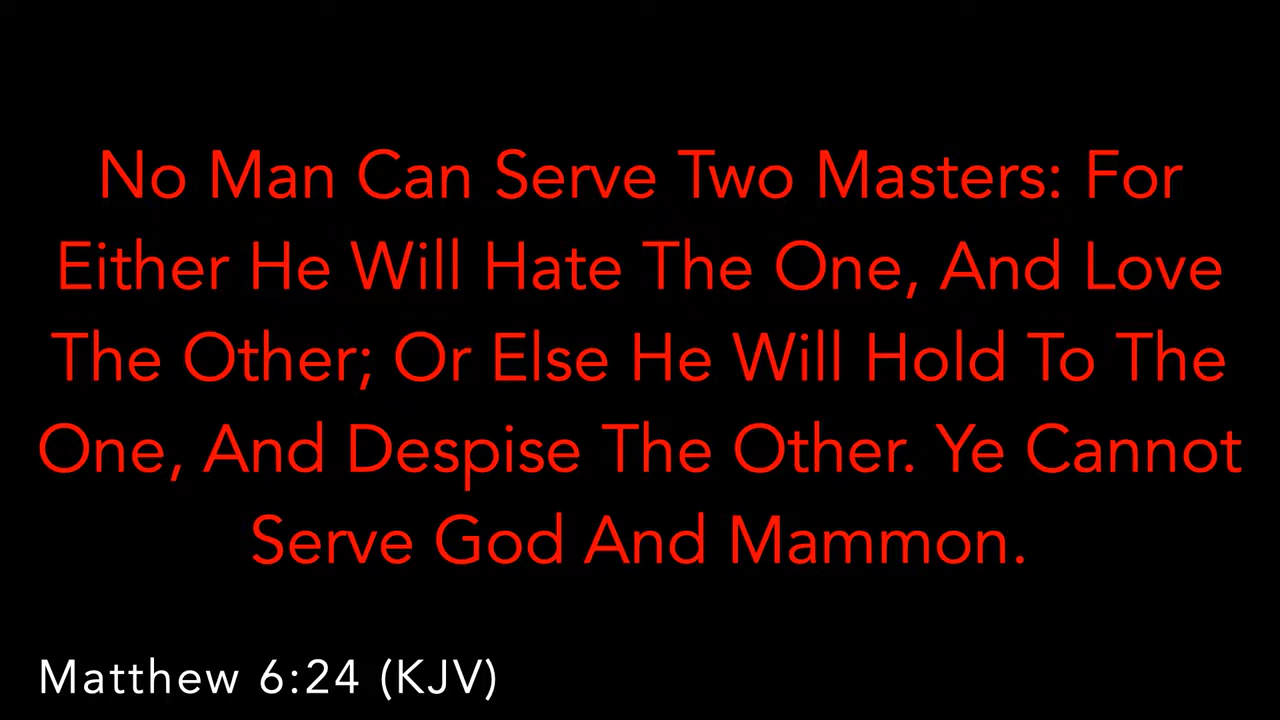 No Man Can Serve Two Masters: For
Either He Will Hate The One, And Love
The Other; Or Else He Will Hold To The
One, And Despise The Other. Ye Cannot
Serve God And Mammon.
Matthew 6:24 (KJV)